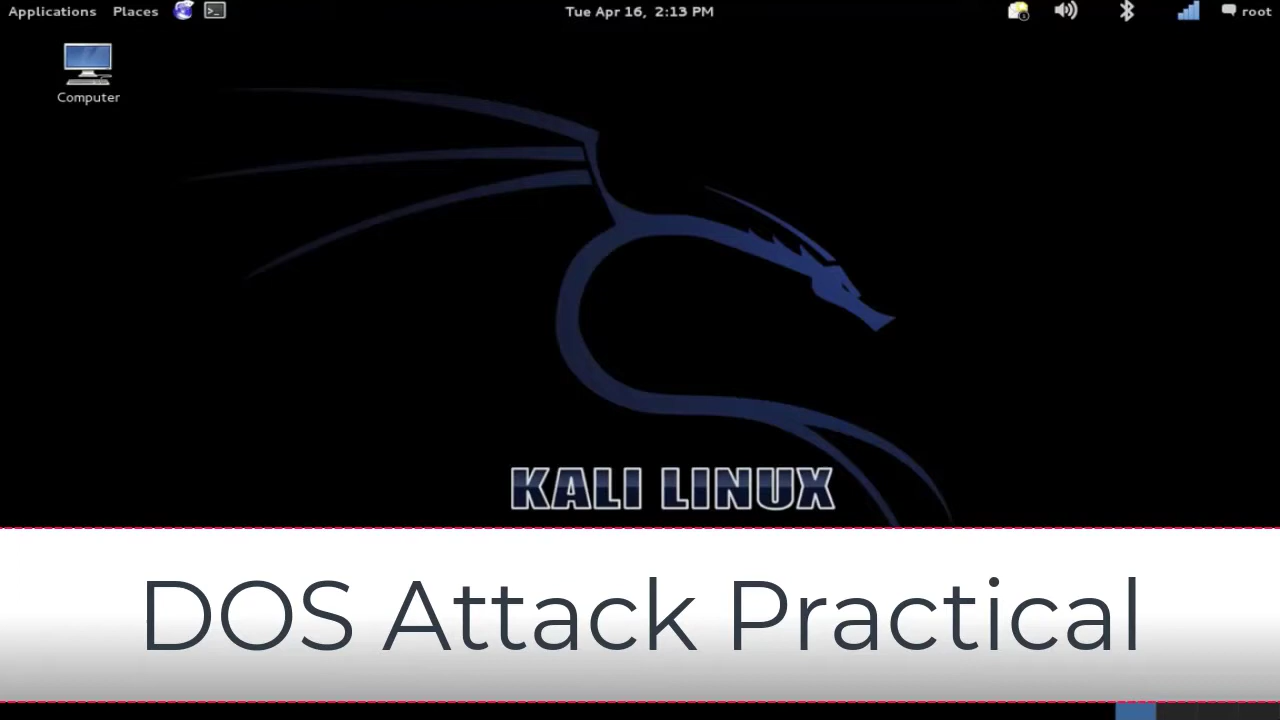 Applications Places Tue Apr 16, 2:13 PM root
Computer
KALI LINUX
DOS Attack Practical